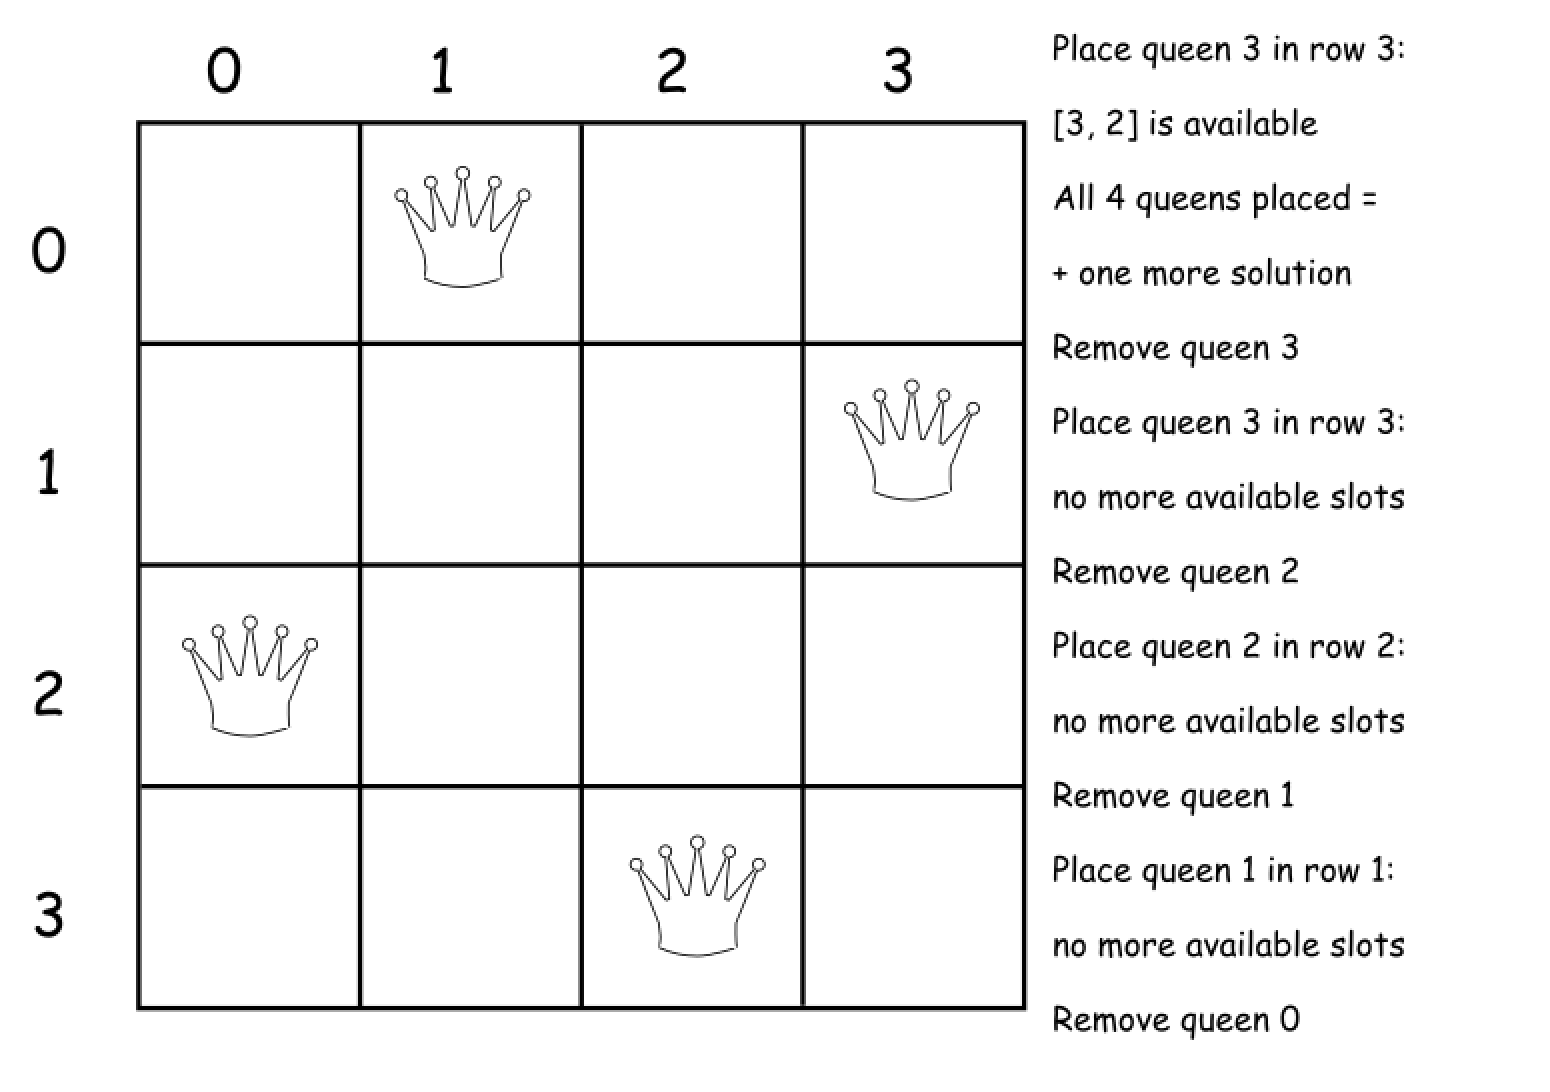 0 1 2 3
0
1
2
3
Place queen 3 in row 3:
[3, 2] is available
All 4 queens placed =
+ one more solution
Remove queen 3
Place queen 3 in row 3:
no more available slots
Remove queen 2
Place queen 2 in row 2:
no more available slots
Remove queen 1
Place queen 1 in row 1:
no more available slots
Remove queen 0